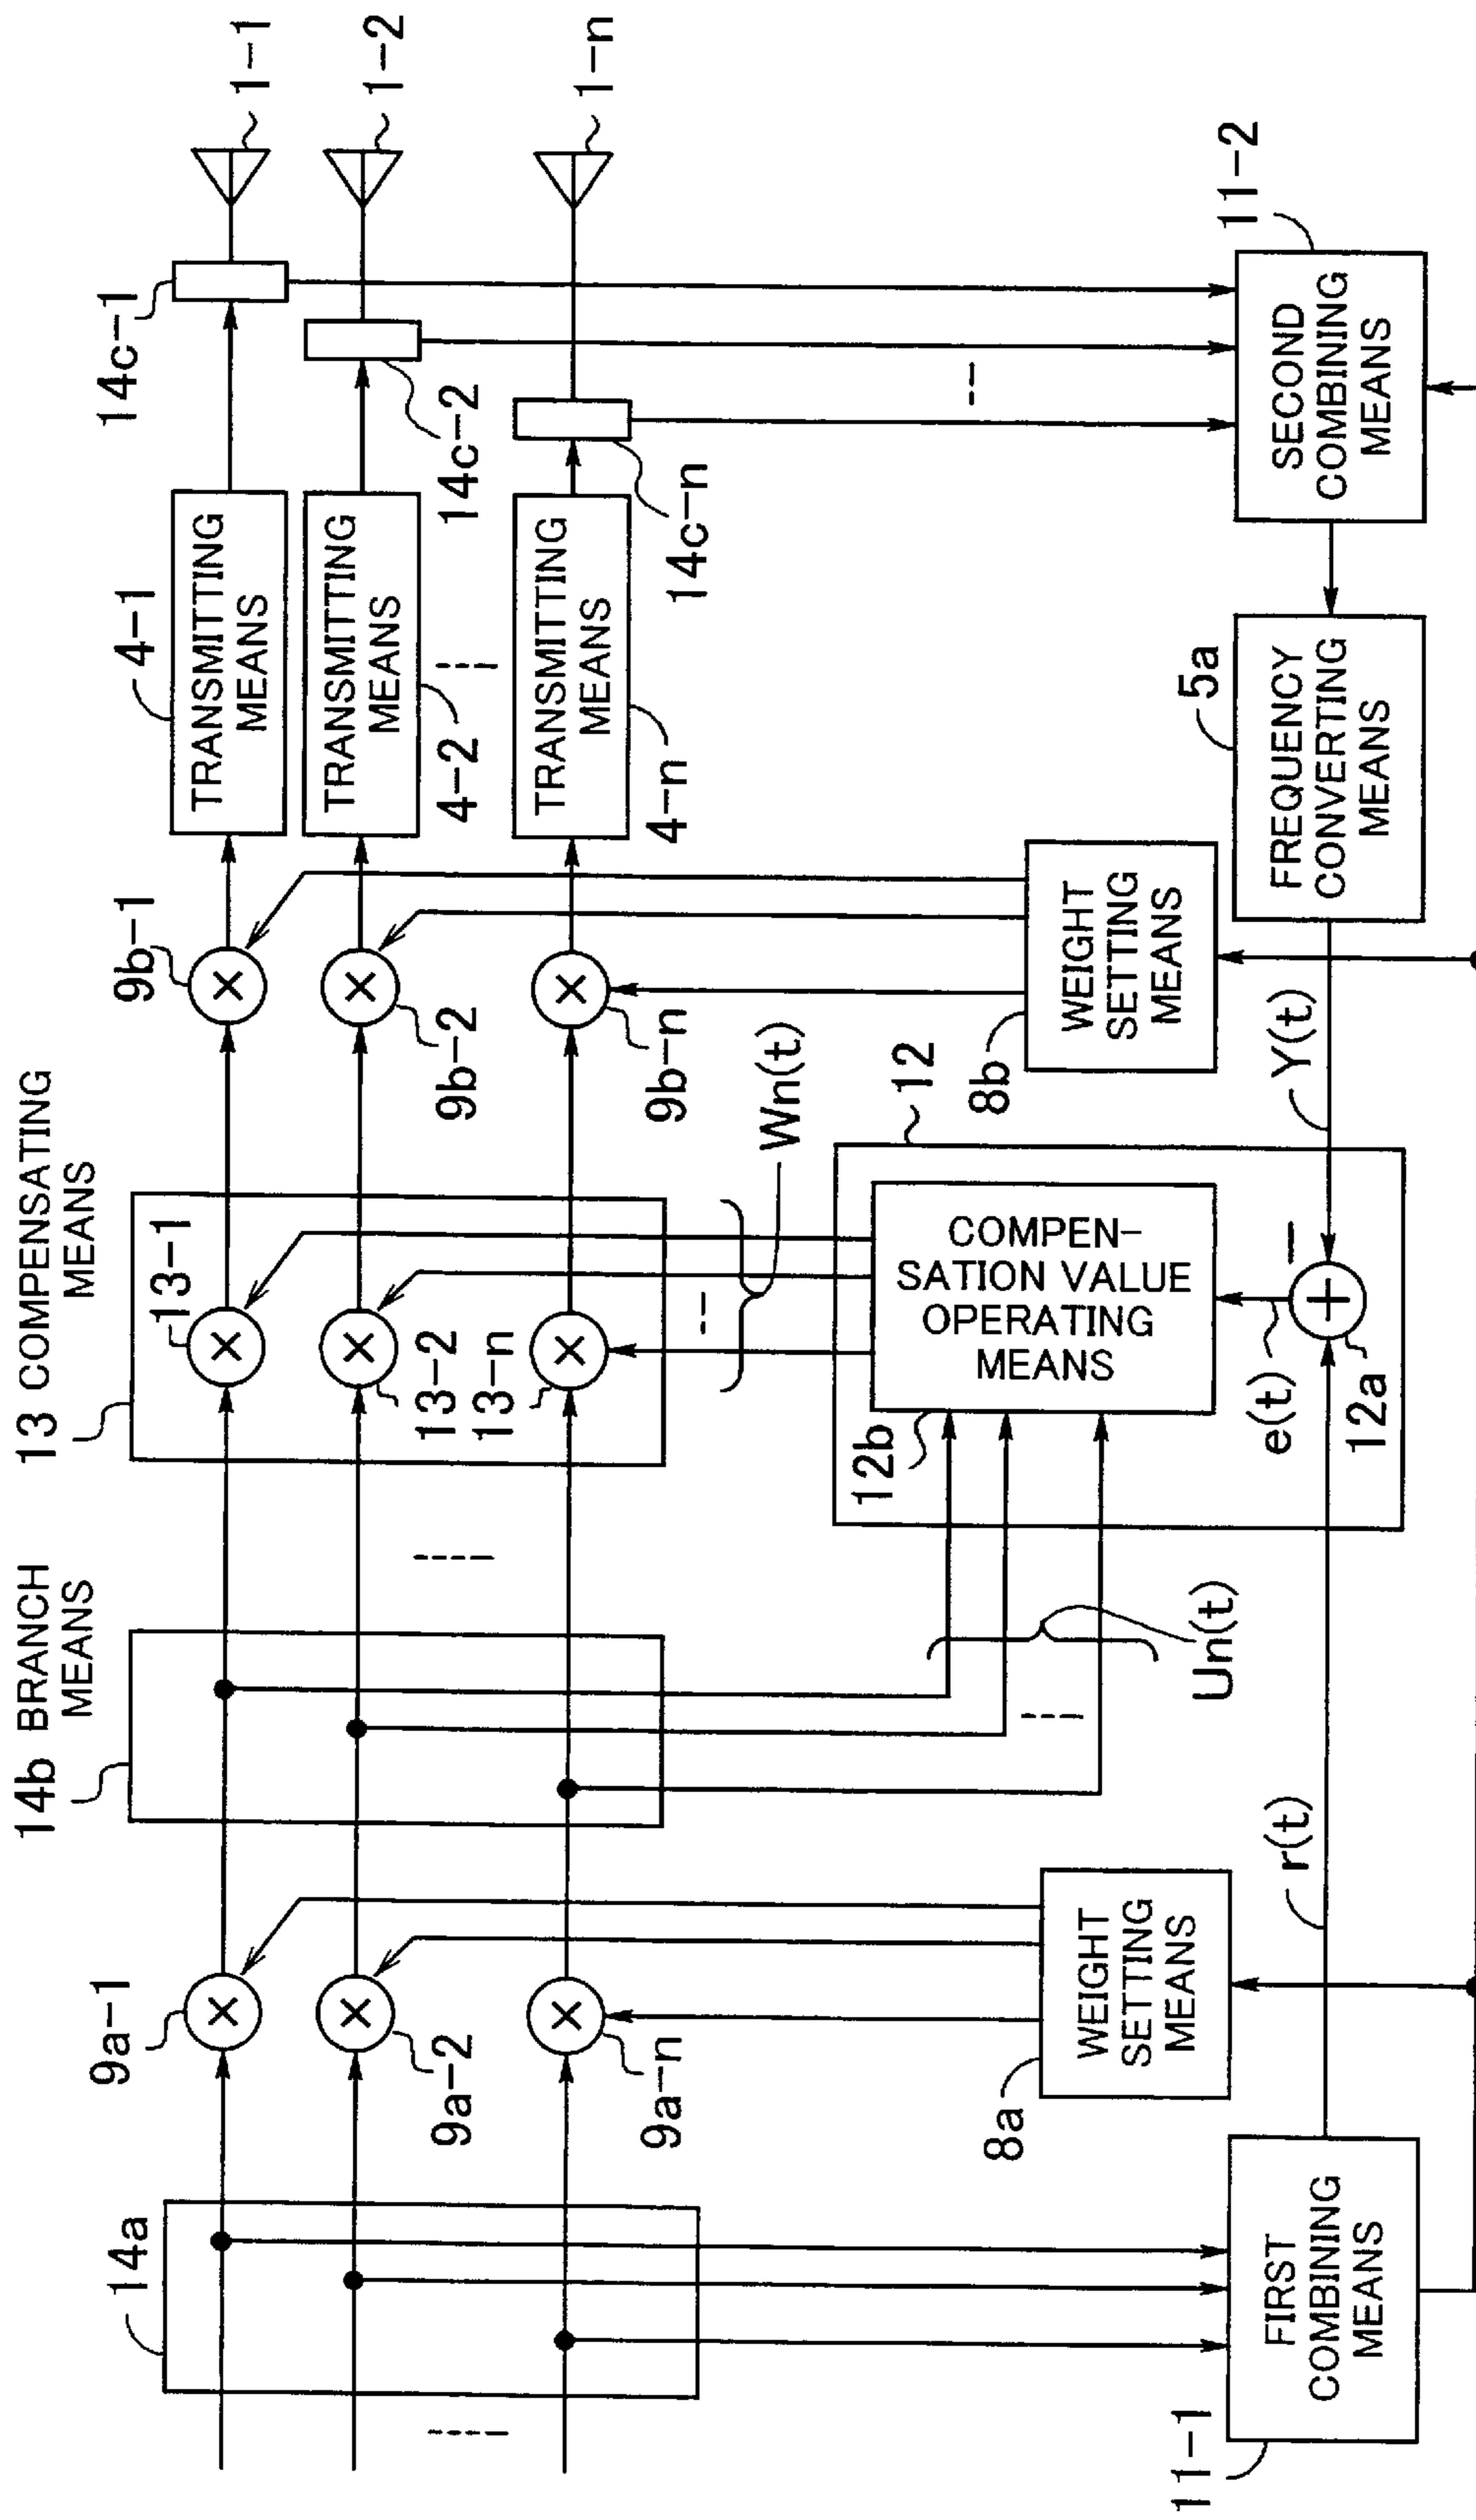 14a
9a-1
9a-2
9a-n
14b BRANCH
MEANS
13 COMPENSATING
MEANS
13-1
13-2
13-n
9b-1
9b-2
9b-n
4-1
TRANSMITTING
MEANS
TRANSMITTING
MEANS
4-2
TRANSMITTING
MEANS
4-n
14c-1
14c-2
14c-n
1-1
1-2
1-n
Wn(t)
Un(t)
8a
WEIGHT
SETTING
MEANS
12
12b
COMPEN-
SATION VALUE
OPERATING
MEANS
e(t)
12a
8b
WEIGHT
SETTING
MEANS
11-1
FIRST
COMBINING
MEANS
r(t)
Y(t)
5a
FREQUENCY
CONVERTING
MEANS
11-2
SECOND
COMBINING
MEANS